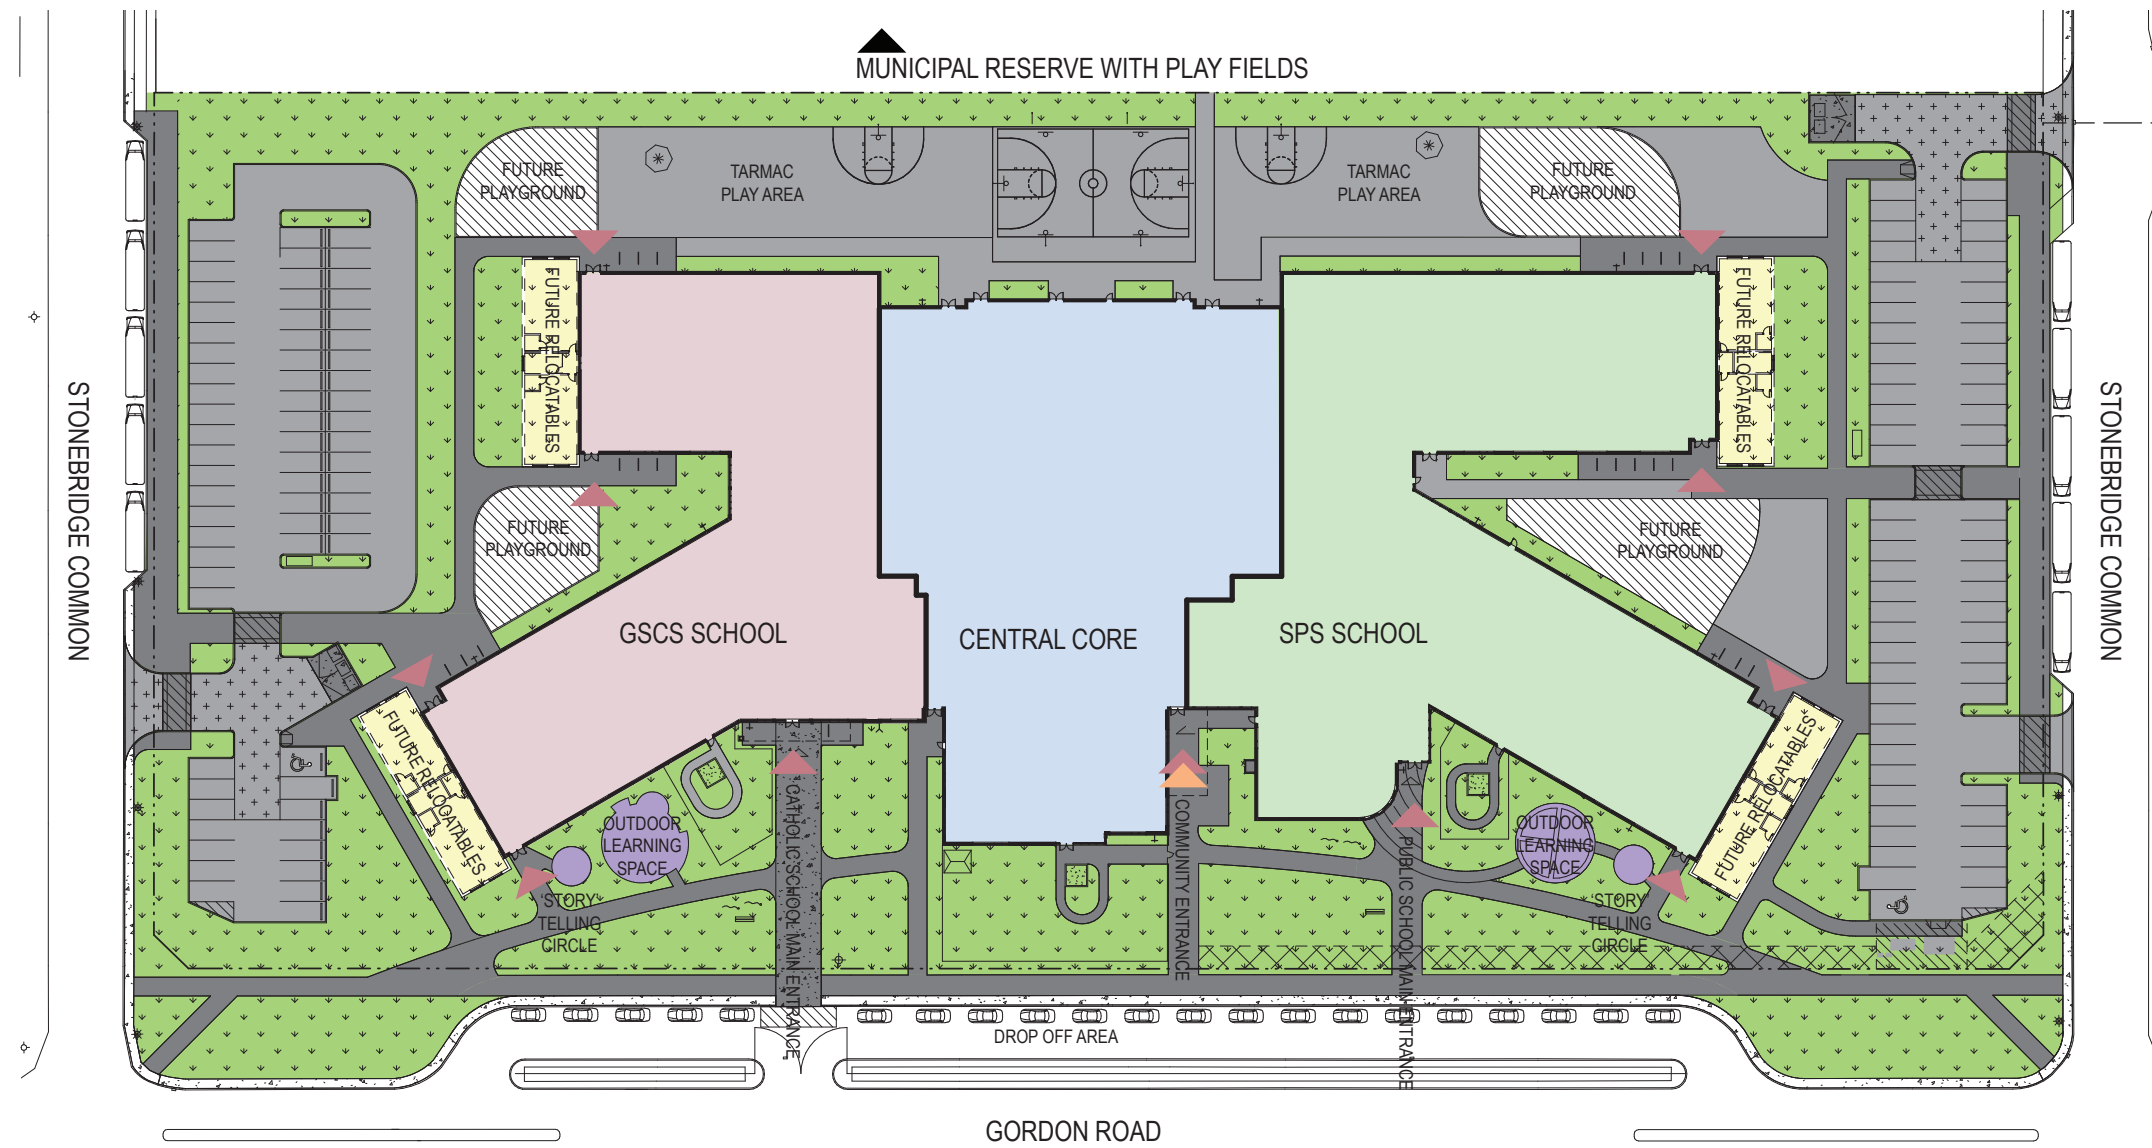 MUNICIPAL RESERVE WITH PLAY FIELDS
FUTURE
PLAYGROUND
TARMAC
PLAY AREA
TARMAC
PLAY AREA
FUTURE
PLAYGROUND
FUTURE RELOCATABLES
FUTURE RELOCATABLES
STONEBRIDGE COMMON
STONEBRIDGE COMMON
FUTURE
PLAYGROUND
FUTURE
PLAYGROUND
GSCS SCHOOL
CENTRAL CORE
SPS SCHOOL
FUTURE RELOCATABLES
FUTURE RELOCATABLES
OUTDOOR
LEARNING
SPACE
OUTDOOR
LEARNING
SPACE
'STORY'
TELLING
CIRCLE
'STORY'
TELLING
CIRCLE
CATHOLIC SCHOOL MAIN ENTRANCE
COMMUNITY ENTRANCE
PUBLIC SCHOOL MAIN ENTRANCE
DROP OFF AREA
GORDON ROAD